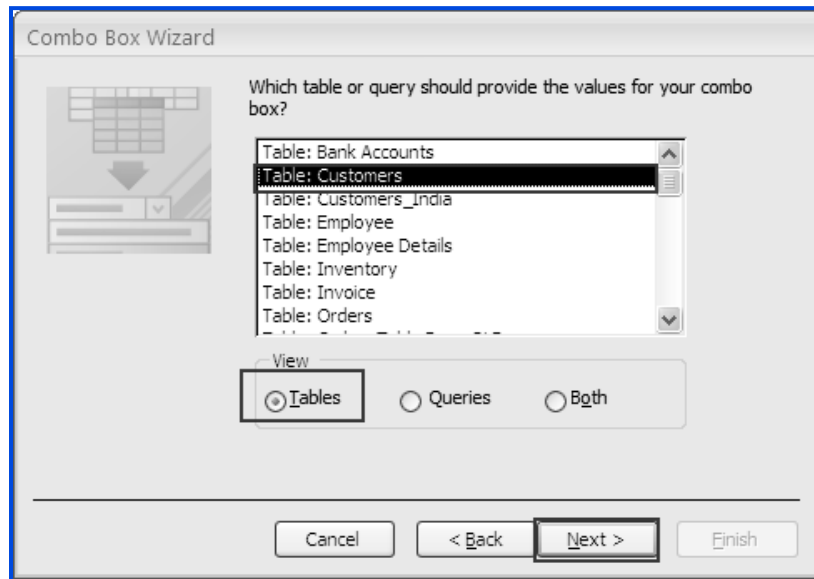 Combo Box Wizard
Which table or query should provide the values for your combo
box?
Table: Bank Accounts
Table: Customers
Table: Customers_India
Table: Employee
Table: Employee Details
Table: Inventory
Table: Invoice
Table: Orders
View
Tables
Queries
Both
Cancel
< Back
Next >
Finish